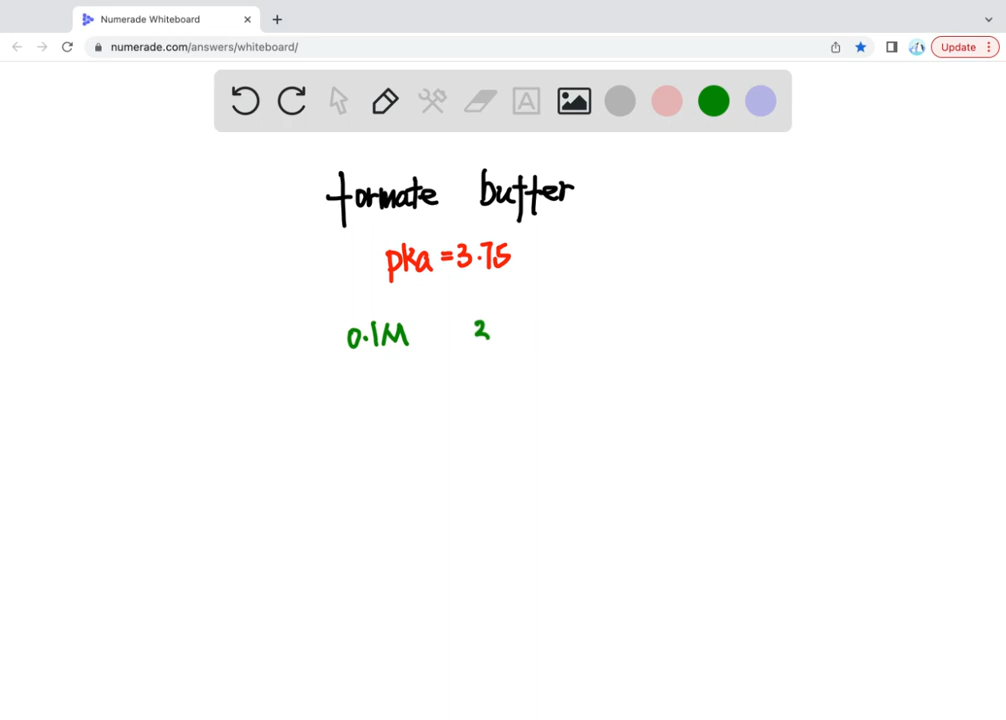 Numerade Whiteboard
numerade.com/answers/whiteboard/
Update
A
formate buffer
pka = 3.75
0.1M 2